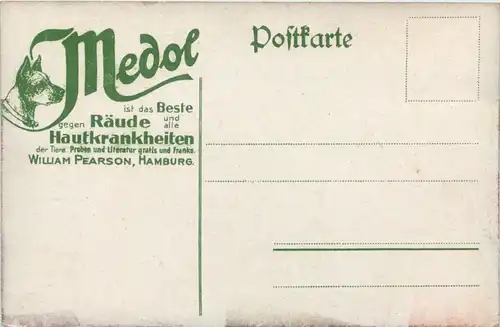 Medol
Postkarte
ist das Beste
gegen Räude und alle
Hautkrankheiten
der Tiere. Proben und Literatur gratis und franko.
WILLIAM PEARSON, HAMBURG.